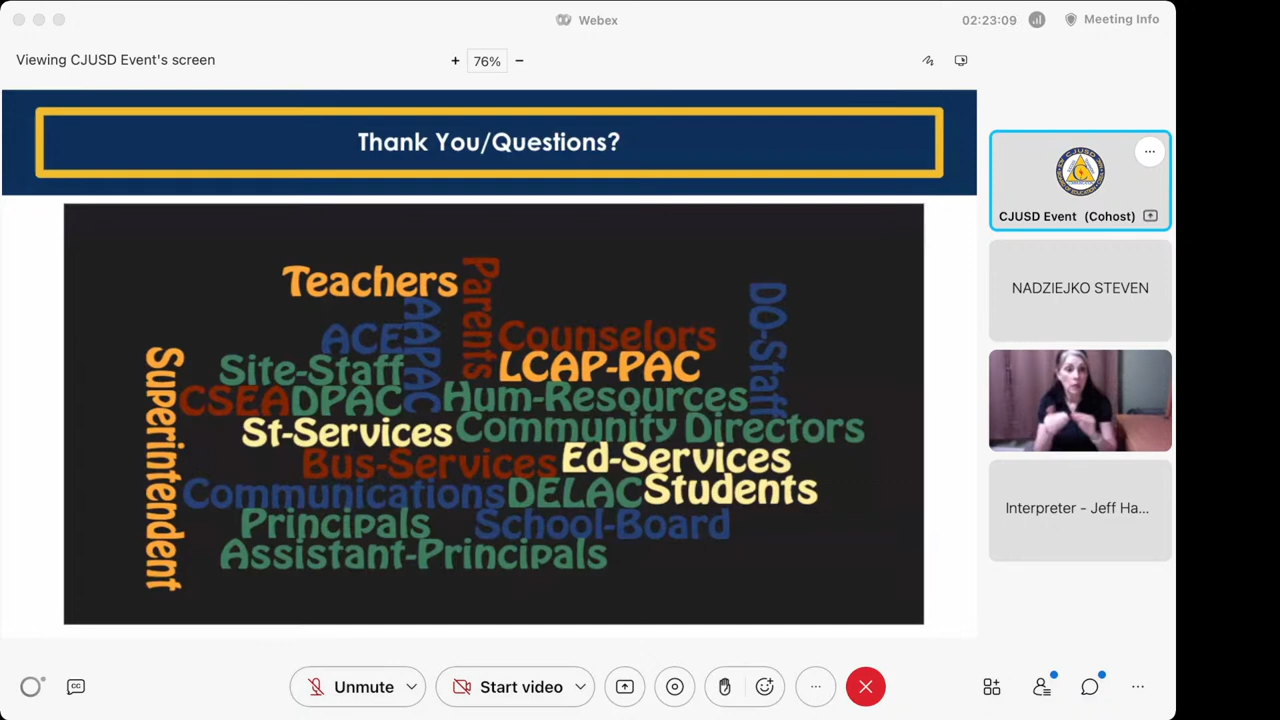 Webex
02:23:09
Meeting Info
Viewing CJUSD Event's screen
+ 76% −
Thank You/Questions?
Teachers
Parents
DO-Staff
AAPAC
ACE
Counselors
Superintendent
Site-Staff
LCAP-PAC
CSEA
DPAC
Hum-Resources
St-Services
Community Directors
Bus-Services
Ed-Services
Communications
DELAC
Students
Principals
School-Board
Assistant-Principals
CJUSD Event (Cohost)
NADZIEJKO STEVEN
Interpreter - Jeff Ha...
CC
Unmute
Start video